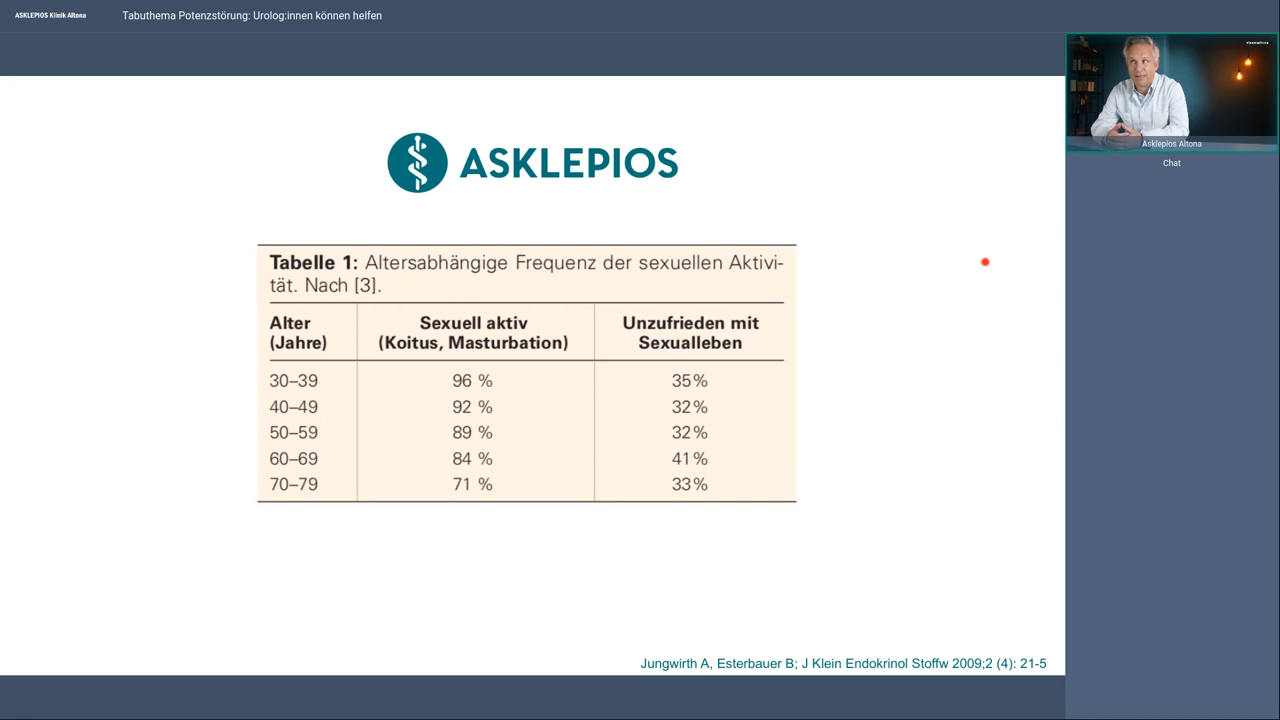 ASKLEPIOS Klinik Altona
Tabuthema Potenzstörung: Urolog:innen können helfen
ASKLEPIOS
Tabelle 1: Altersabhängige Frequenz der sexuellen Aktivi-
tät. Nach [3].
Alter (Jahre) Sexuell aktiv (Koitus, Masturbation) Unzufrieden mit Sexualleben
30–39 96 % 35%
40–49 92 % 32%
50–59 89 % 32%
60–69 84 % 41%
70–79 71 % 33%
Jungwirth A, Esterbauer B; J Klein Endokrinol Stoffw 2009;2 (4): 21-5
Asklepios Altona
Chat